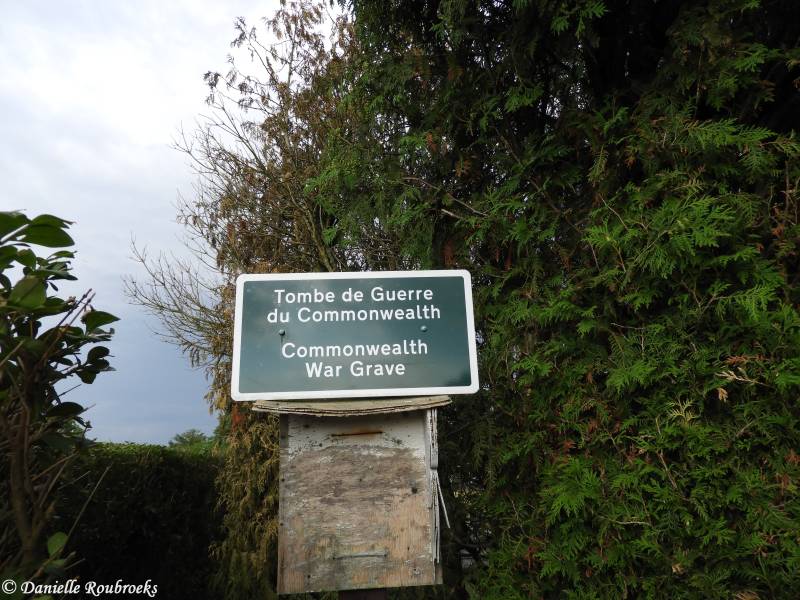 Tombe de Guerre
du Commonwealth
Commonwealth
War Grave
© Danielle Roubroeks